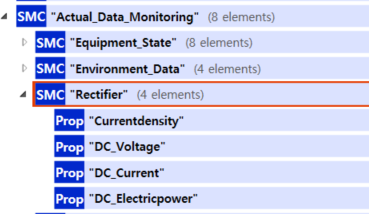 SMC "Actual_Data_Monitoring" (8 elements)
SMC "Equipment_State" (8 elements)
SMC "Environment_Data" (4 elements)
SMC "Rectifier" (4 elements)
Prop "Currentdensity"
Prop "DC_Voltage"
Prop "DC_Current"
Prop "DC_Electricpower"